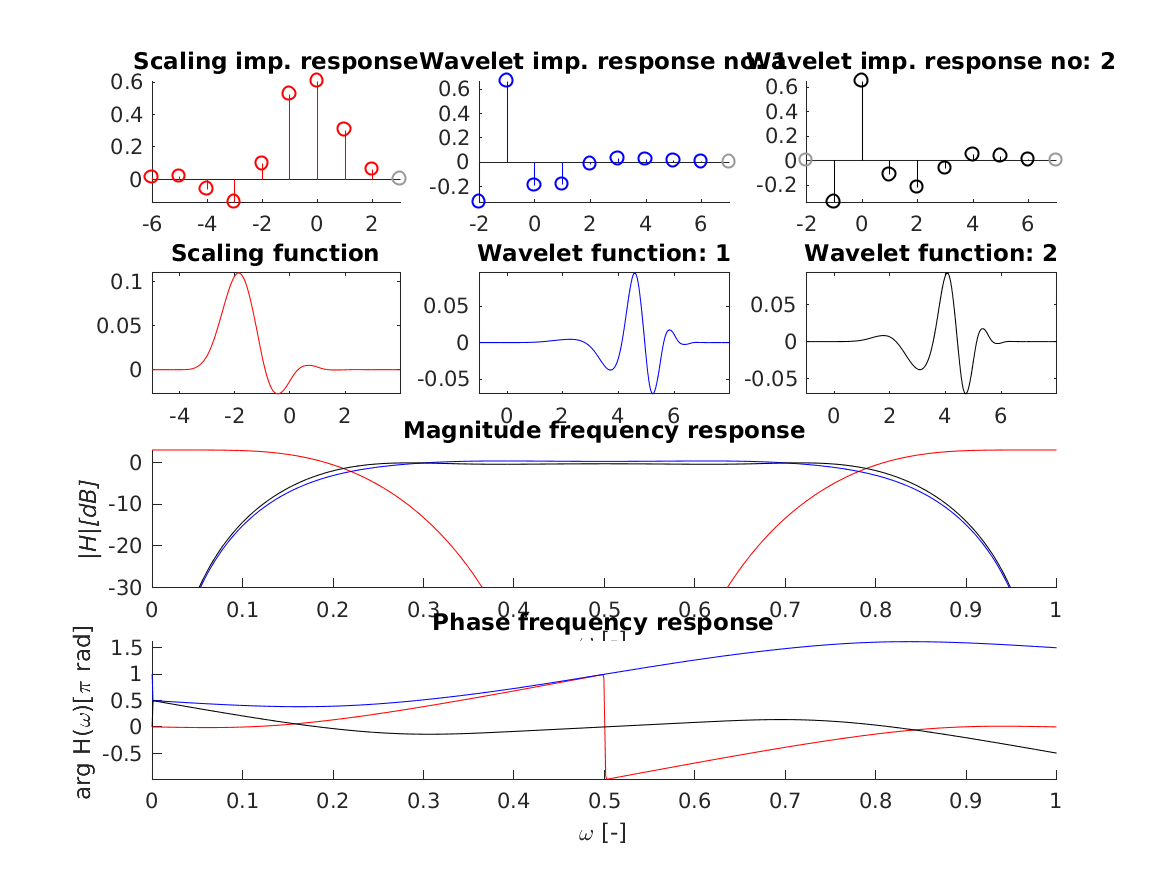 Scaling imp. response
Wavelet imp. response no: 1
Wavelet imp. response no: 2
0.6
0.4
0.2
0
-6 -4 -2 0 2
0.6
0.4
0.2
0
-0.2
-2 0 2 4 6
0.6
0.4
0.2
0
-0.2
-2 0 2 4 6
Scaling function
Wavelet function: 1
Wavelet function: 2
0.1
0.05
0
-4 -2 0 2
0.05
0
-0.05
0 2 4 6
0.05
0
-0.05
0 2 4 6
Magnitude frequency response
|H|[dB]
0
-10
-20
-30
0 0.1 0.2 0.3 0.4 0.5 0.6 0.7 0.8 0.9 1
ω [-]
Phase frequency response
arg H(ω)[π rad]
1.5
1
0.5
0
-0.5
0 0.1 0.2 0.3 0.4 0.5 0.6 0.7 0.8 0.9 1
ω [-]